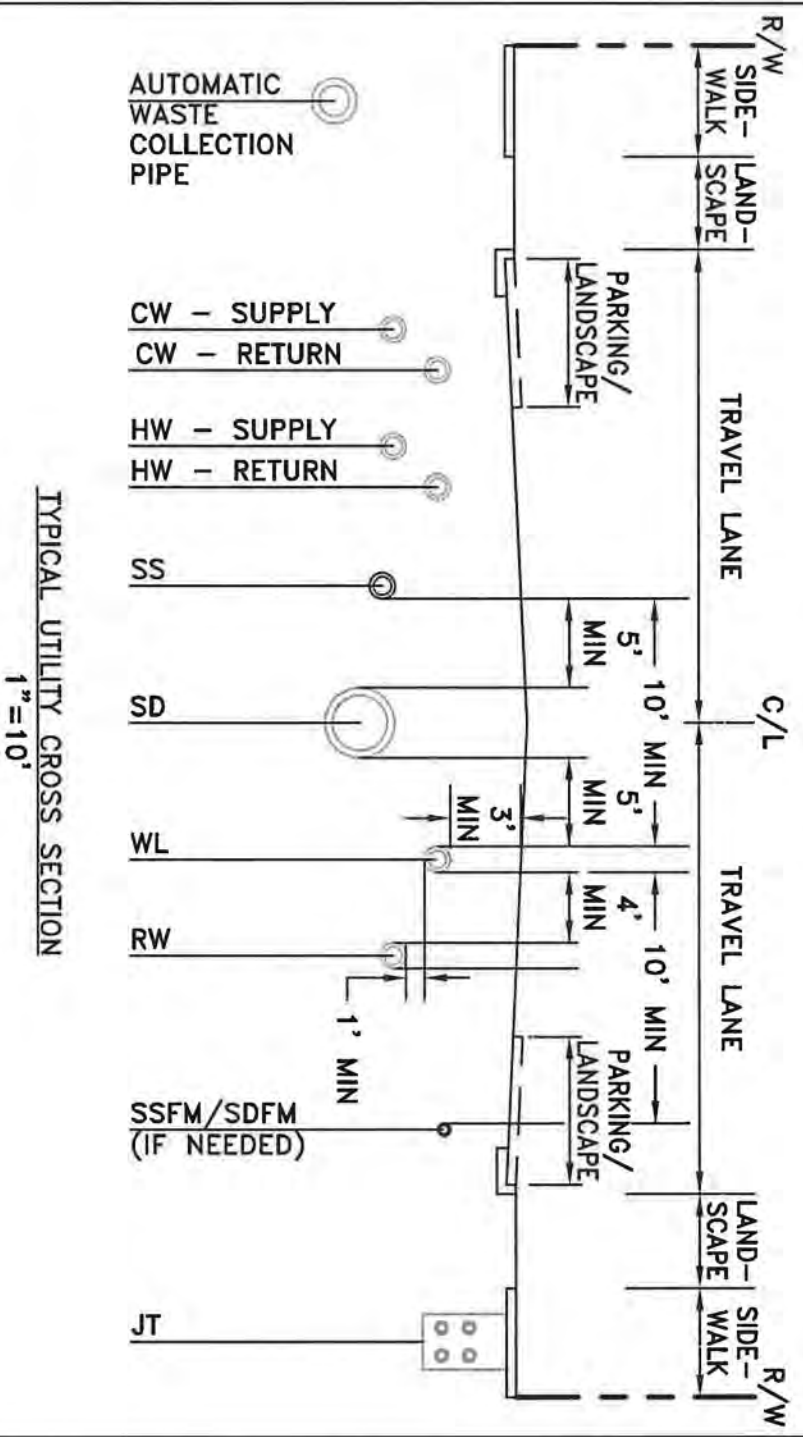 R/W
SIDE-
WALK
LAND-
SCAPE
TRAVEL LANE
C/L
TRAVEL LANE
LAND-
SCAPE
SIDE-
WALK
R/W
PARKING/
LANDSCAPE
10' MIN
10' MIN
PARKING/
LANDSCAPE
5'
MIN
5'
MIN
4'
MIN
3'
MIN
1' MIN
AUTOMATIC
WASTE
COLLECTION
PIPE
CW - SUPPLY
CW - RETURN
HW - SUPPLY
HW - RETURN
SS
SD
WL
RW
SSFM/SDFM
(IF NEEDED)
JT
TYPICAL UTILITY CROSS SECTION
1"=10'